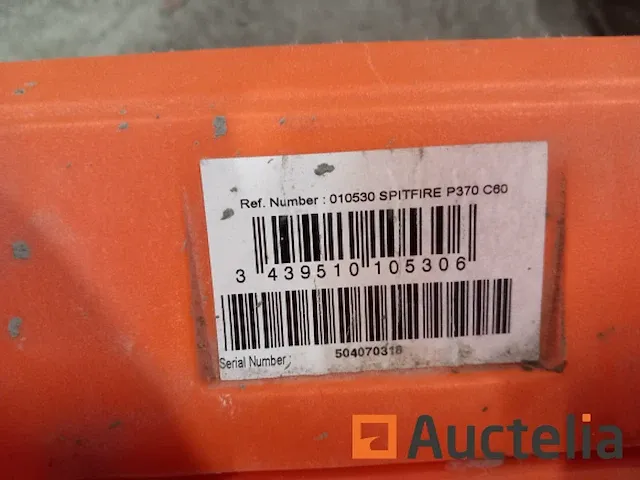 Ref. Number : 010530 SPITFIRE P370 C60
3 439510 105306
Serial Number : 504070318
Auctelia